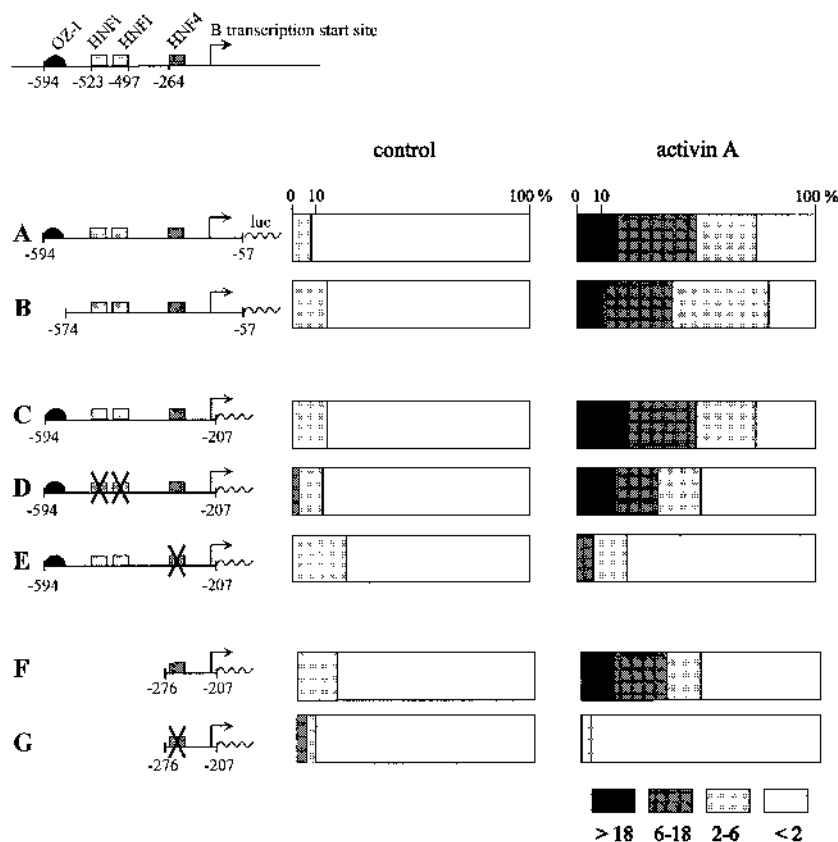 OZ-1 HNF1 HNF1 HNF4 B transcription start site
-594 -523 -497 -264
control activin A
0 10 100 % 0 10 100 %
A luc
-594 -57
B
-574 -57
C
-594 -207
D
-594 -207
E
-594 -207
F
-276 -207
G
-276 -207
> 18 6-18 2-6 < 2